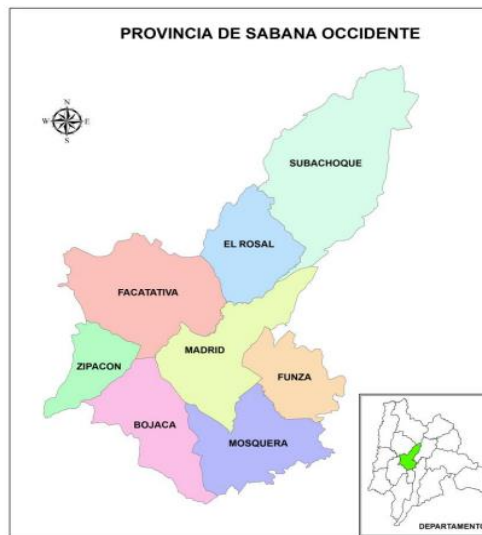 PROVINCIA DE SABANA OCCIDENTE
N
W
E
S
SUBACHOQUE
EL ROSAL
FACATATIVA
MADRID
ZIPACON
FUNZA
BOJACA
MOSQUERA
DEPARTAMENTO